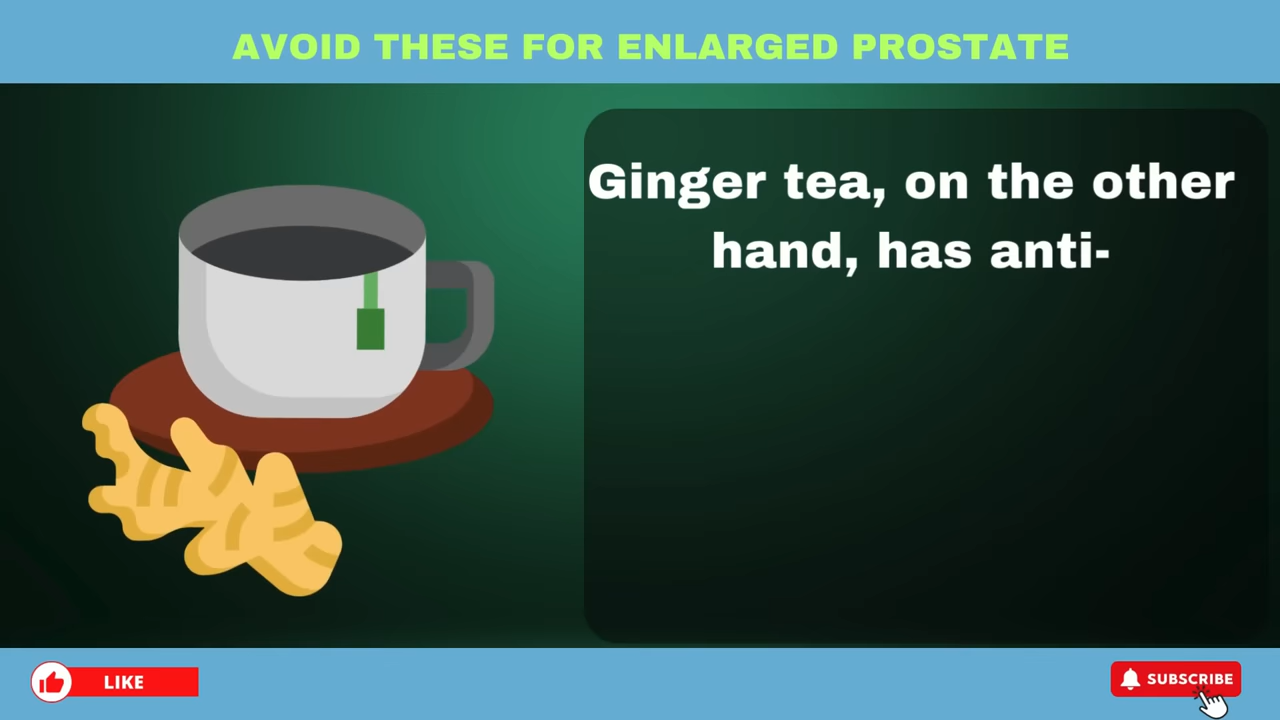 AVOID THESE FOR ENLARGED PROSTATE
Ginger tea, on the other
hand, has anti-
LIKE
SUBSCRIBE